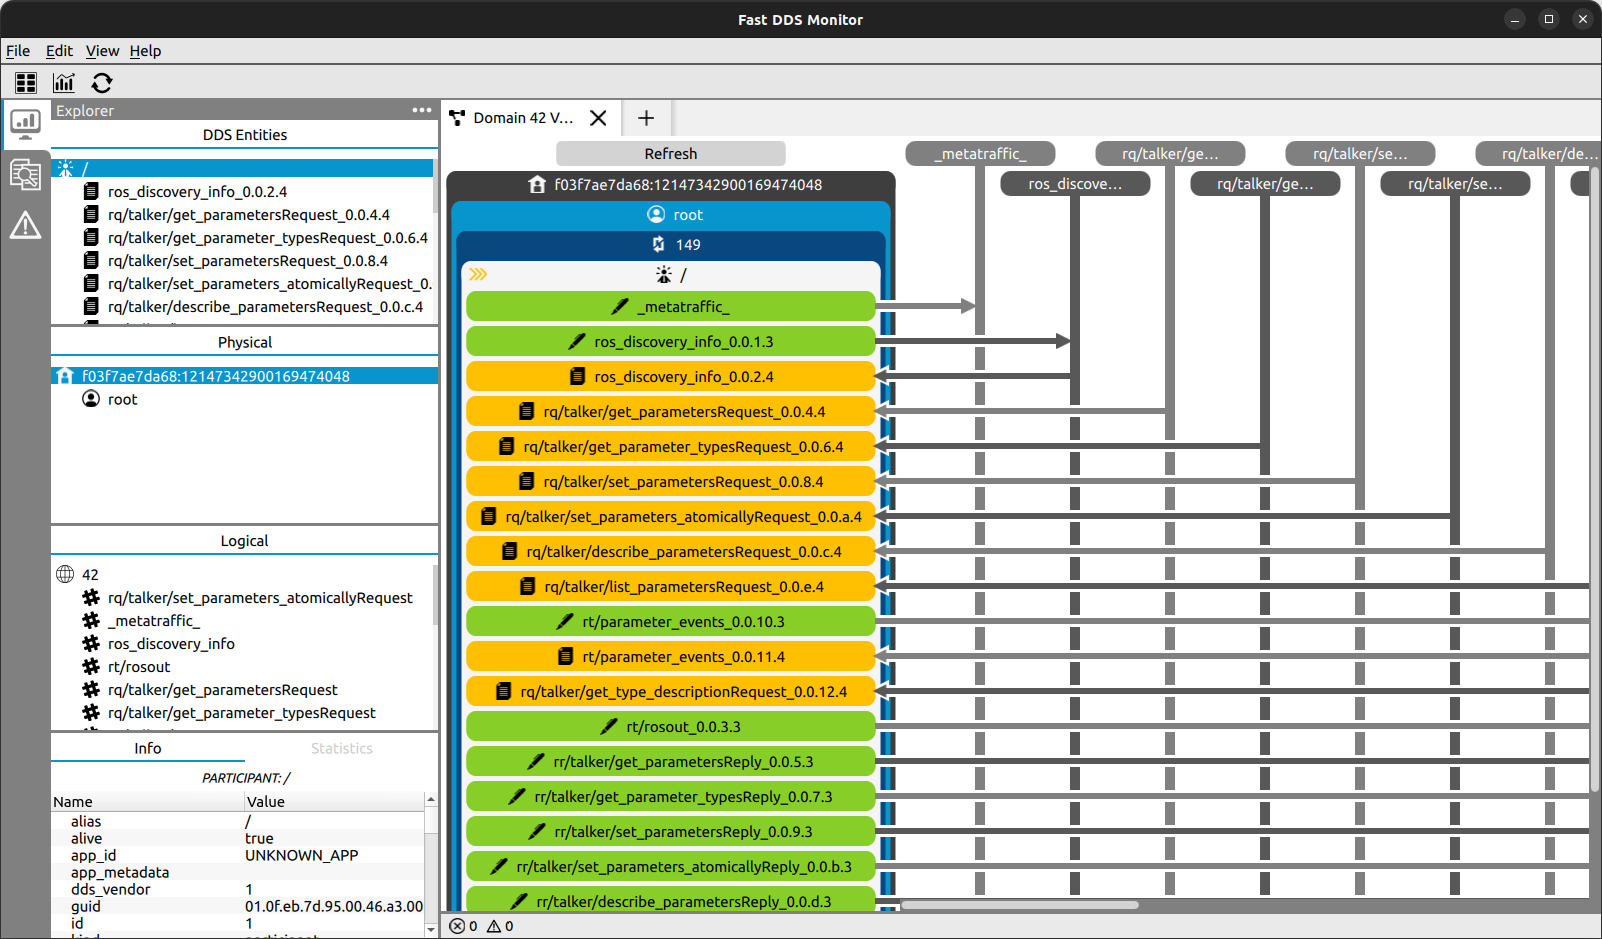 Fast DDS Monitor
File Edit View Help
Explorer
DDS Entities
/
ros_discovery_info_0.0.2.4
rq/talker/get_parametersRequest_0.0.4.4
rq/talker/get_parameter_typesRequest_0.0.6.4
rq/talker/set_parametersRequest_0.0.8.4
rq/talker/set_parameters_atomicallyRequest_0.
rq/talker/describe_parametersRequest_0.0.c.4
Physical
f03f7ae7da68:12147342900169474048
root
Logical
42
rq/talker/set_parameters_atomicallyRequest
_metatraffic_
ros_discovery_info
rt/rosout
rq/talker/get_parametersRequest
rq/talker/get_parameter_typesRequest
Info Statistics
PARTICIPANT: /
Name Value
alias /
alive true
app_id UNKNOWN_APP
app_metadata
dds_vendor 1
guid 01.0f.eb.7d.95.00.46.a3.00
id 1
Domain 42 V...
Refresh
_metatraffic_ rq/talker/ge... rq/talker/se... rq/talker/de...
ros_discove... rq/talker/ge... rq/talker/se...
f03f7ae7da68:12147342900169474048
root
149
/
_metatraffic_
ros_discovery_info_0.0.1.3
ros_discovery_info_0.0.2.4
rq/talker/get_parametersRequest_0.0.4.4
rq/talker/get_parameter_typesRequest_0.0.6.4
rq/talker/set_parametersRequest_0.0.8.4
rq/talker/set_parameters_atomicallyRequest_0.0.a.4
rq/talker/describe_parametersRequest_0.0.c.4
rq/talker/list_parametersRequest_0.0.e.4
rt/parameter_events_0.0.10.3
rt/parameter_events_0.0.11.4
rq/talker/get_type_descriptionRequest_0.0.12.4
rt/rosout_0.0.3.3
rr/talker/get_parametersReply_0.0.5.3
rr/talker/get_parameter_typesReply_0.0.7.3
rr/talker/set_parametersReply_0.0.9.3
rr/talker/set_parameters_atomicallyReply_0.0.b.3
rr/talker/describe_parametersReply_0.0.d.3
0 0